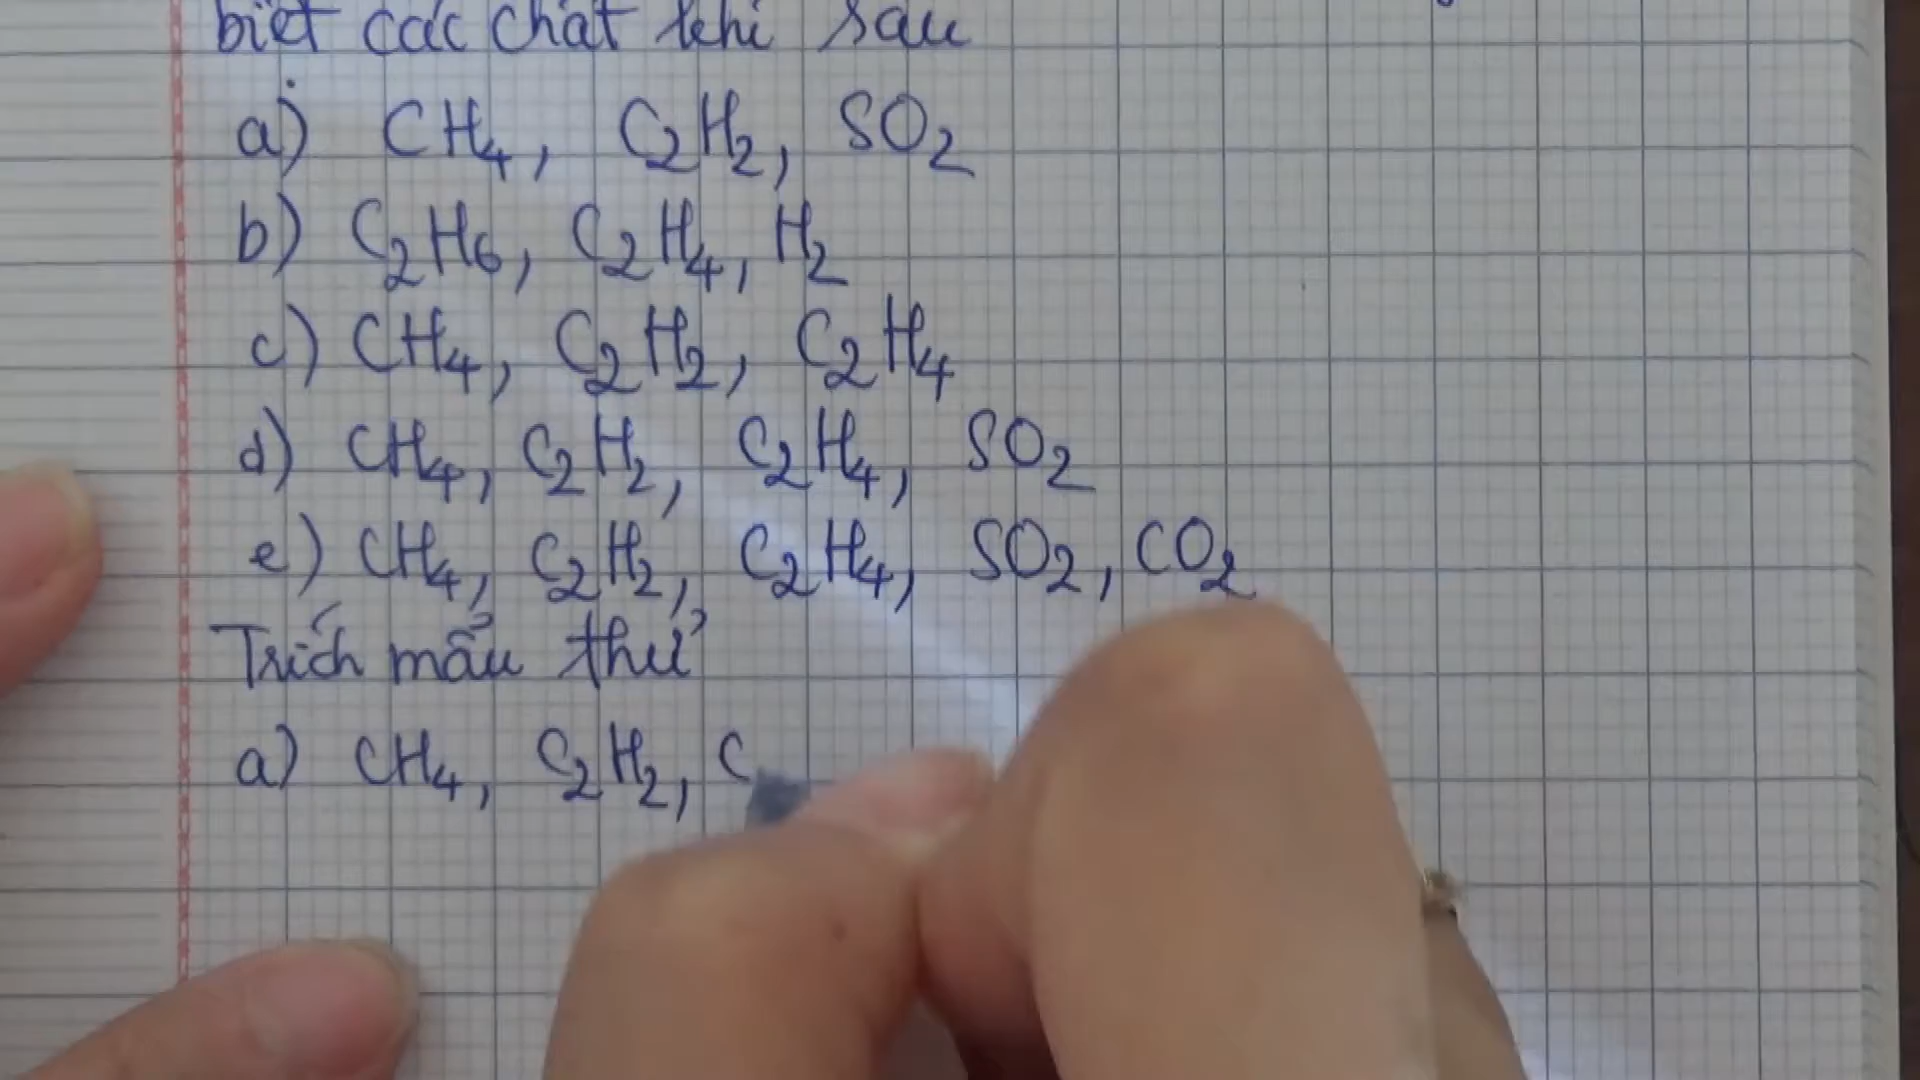 biết các chất khí sau
a) CH4, C2H2, SO2
b) C2H6, C2H4, H2
c) CH4, C2H2, C2H4
d) CH4, C2H2, C2H4, SO2
e) CH4, C2H2, C2H4, SO2, CO2
Trích mẫu thử
a) CH4, C2H2, C